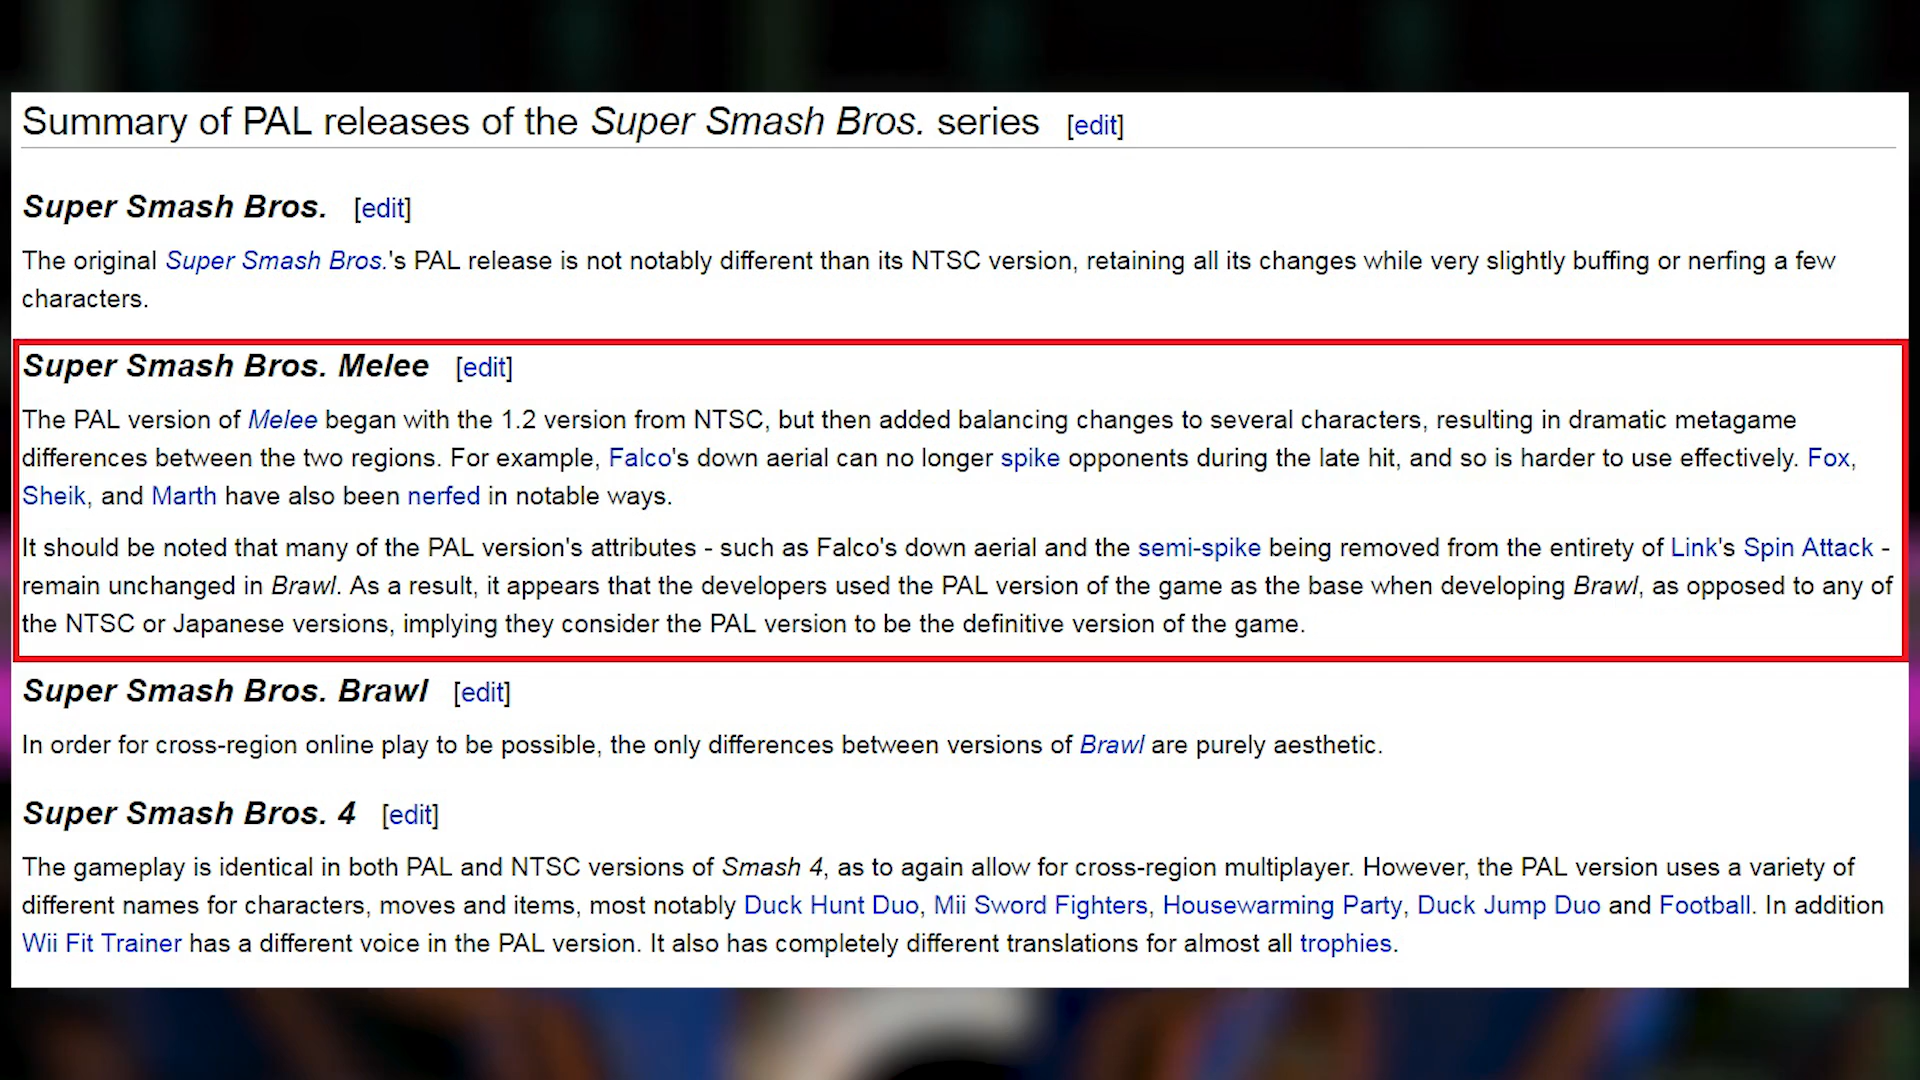 Summary of PAL releases of the Super Smash Bros. series [edit]
Super Smash Bros. [edit]
The original Super Smash Bros.'s PAL release is not notably different than its NTSC version, retaining all its changes while very slightly buffing or nerfing a few
characters.
Super Smash Bros. Melee [edit]
The PAL version of Melee began with the 1.2 version from NTSC, but then added balancing changes to several characters, resulting in dramatic metagame
differences between the two regions. For example, Falco's down aerial can no longer spike opponents during the late hit, and so is harder to use effectively. Fox,
Sheik, and Marth have also been nerfed in notable ways.
It should be noted that many of the PAL version's attributes - such as Falco's down aerial and the semi-spike being removed from the entirety of Link's Spin Attack -
remain unchanged in Brawl. As a result, it appears that the developers used the PAL version of the game as the base when developing Brawl, as opposed to any of
the NTSC or Japanese versions, implying they consider the PAL version to be the definitive version of the game.
Super Smash Bros. Brawl [edit]
In order for cross-region online play to be possible, the only differences between versions of Brawl are purely aesthetic.
Super Smash Bros. 4 [edit]
The gameplay is identical in both PAL and NTSC versions of Smash 4, as to again allow for cross-region multiplayer. However, the PAL version uses a variety of
different names for characters, moves and items, most notably Duck Hunt Duo, Mii Sword Fighters, Housewarming Party, Duck Jump Duo and Football. In addition
Wii Fit Trainer has a different voice in the PAL version. It also has completely different translations for almost all trophies.